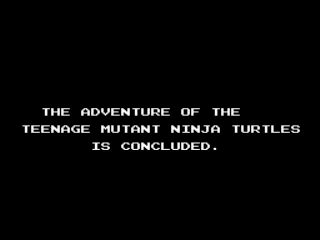 THE ADVENTURE OF THE
TEENAGE MUTANT NINJA TURTLES
IS CONCLUDED.